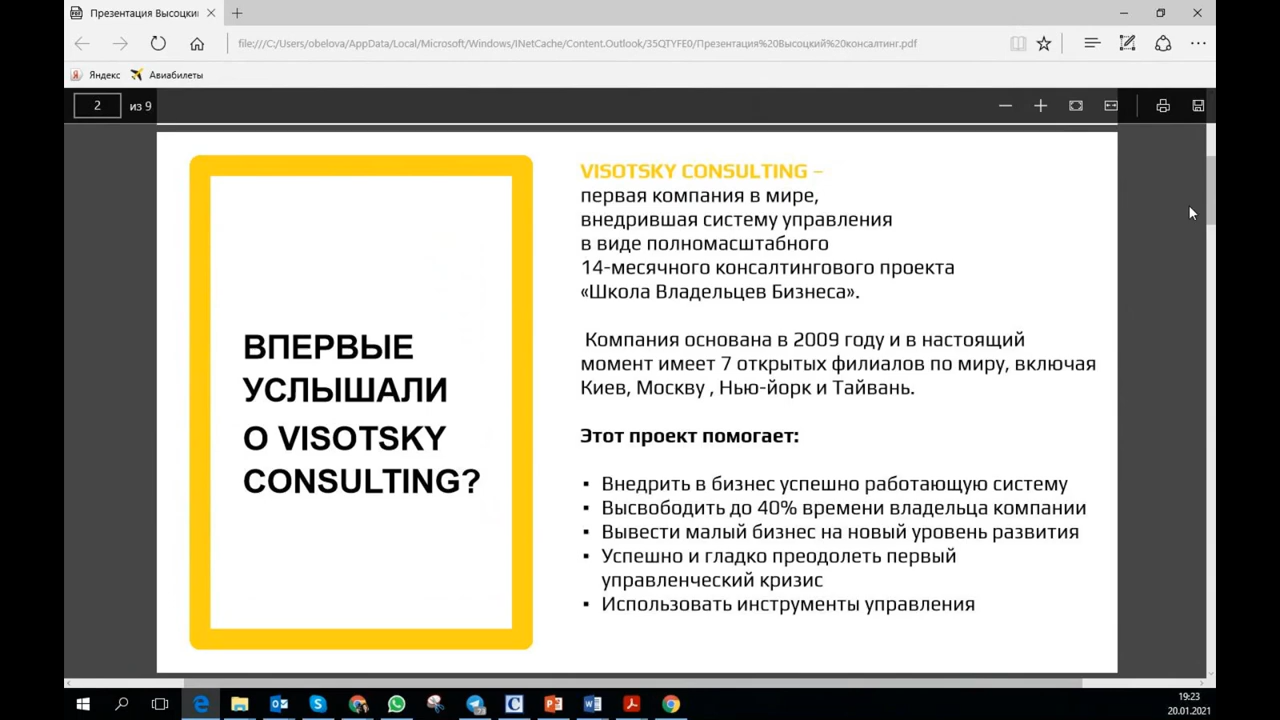 Презентация Высоцки
file:///C:/Users/obelova/AppData/Local/Microsoft/Windows/INetCache/Content.Outlook/35QTYFE0/Презентация%20Высоцкий%20консалтинг.pdf
Яндекс
Авиабилеты
2 из 9
ВПЕРВЫЕ
УСЛЫШАЛИ
О VISOTSKY
CONSULTING?
VISOTSKY CONSULTING –
первая компания в мире,
внедрившая систему управления
в виде полномасштабного
14-месячного консалтингового проекта
«Школа Владельцев Бизнеса».
Компания основана в 2009 году и в настоящий
момент имеет 7 открытых филиалов по миру, включая
Киев, Москву , Нью-йорк и Тайвань.
Этот проект помогает:
▪ Внедрить в бизнес успешно работающую систему
▪ Высвободить до 40% времени владельца компании
▪ Вывести малый бизнес на новый уровень развития
▪ Успешно и гладко преодолеть первый
управленческий кризис
▪ Использовать инструменты управления
19:23
20.01.2021